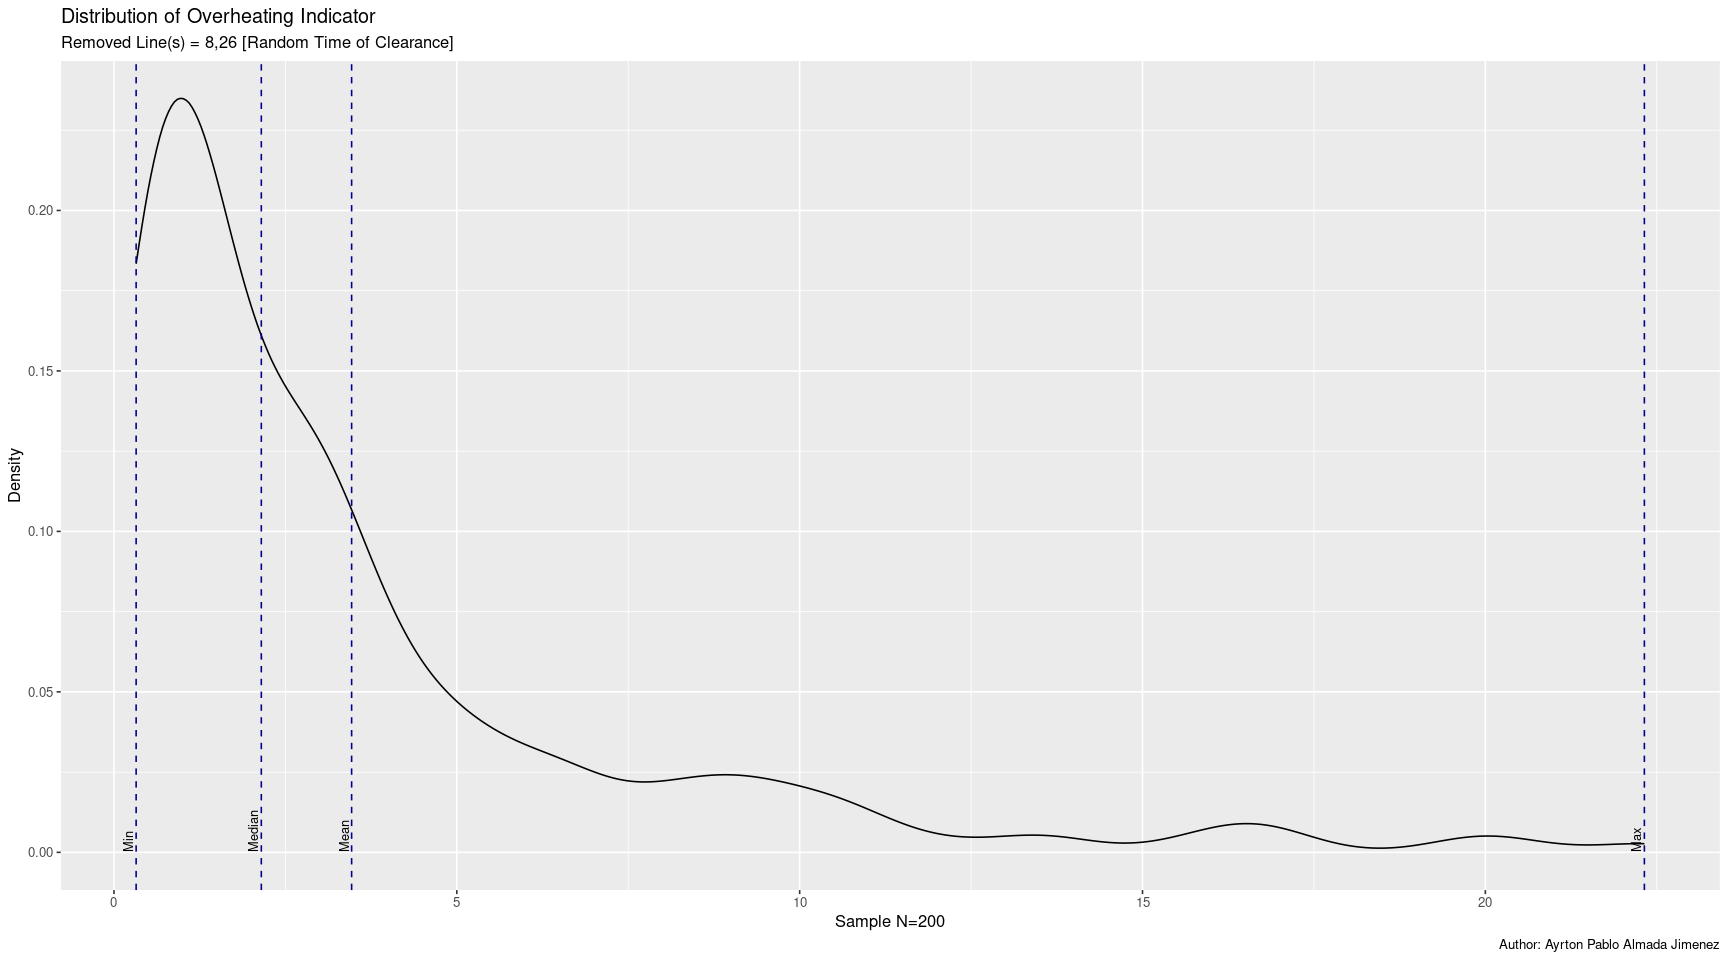 Distribution of Overheating Indicator
Removed Line(s) = 8,26 [Random Time of Clearance]
Density
0.20
0.15
0.10
0.05
0.00
Min
Median
Mean
Max
0
5
10
15
20
Sample N=200
Author: Ayrton Pablo Almada Jimenez